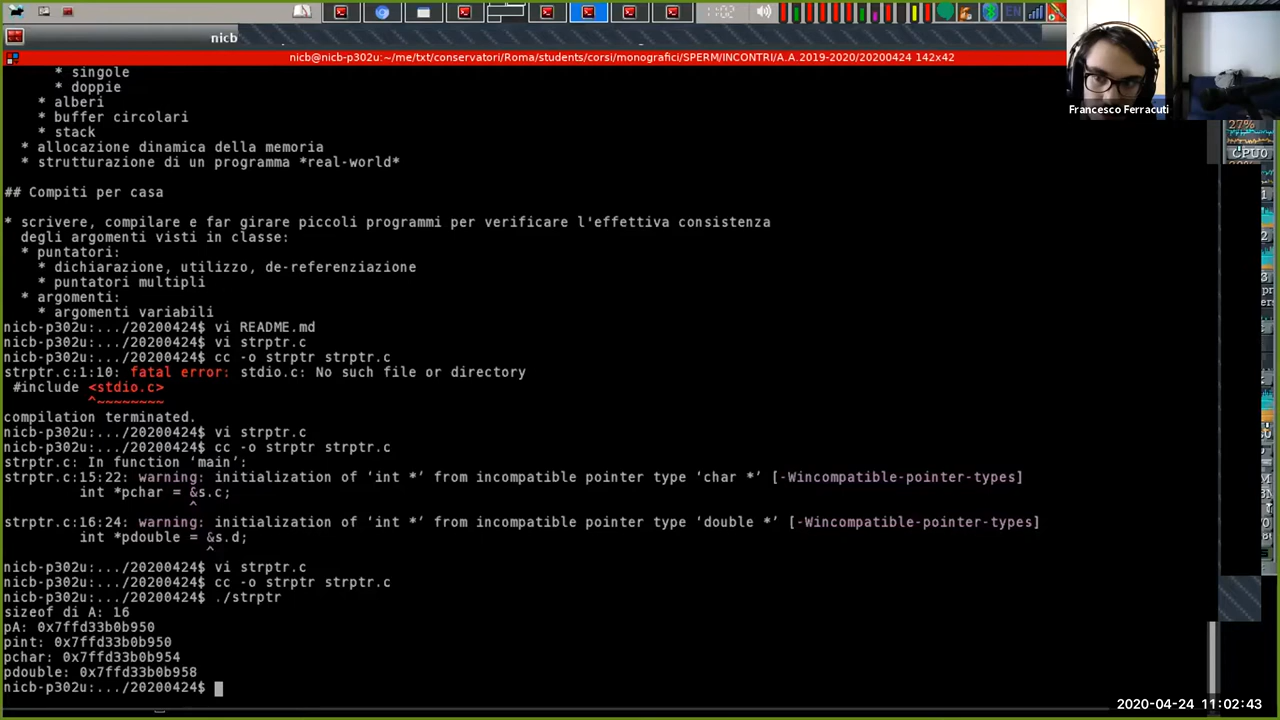 11:02
EN
nicb
nicb@nicb-p302u:~/me/txt/conservatori/Roma/students/corsi/monografici/SPERM/INCONTRI/A.A.2019-2020/20200424 142x42
Francesco Ferracuti
27%
CPU0
* singole
* doppie
* alberi
* buffer circolari
* stack
* allocazione dinamica della memoria
* strutturazione di un programma *real-world*
## Compiti per casa
* scrivere, compilare e far girare piccoli programmi per verificare l'effettiva consistenza
degli argomenti visti in classe:
* puntatori:
* dichiarazione, utilizzo, de-referenziazione
* puntatori multipli
* argomenti:
* argomenti variabili
nicb-p302u:.../20200424$ vi README.md
nicb-p302u:.../20200424$ vi strptr.c
nicb-p302u:.../20200424$ cc -o strptr strptr.c
strptr.c:1:10: fatal error: stdio.c: No such file or directory
#include <stdio.c>
^~~~~~~~~
compilation terminated.
nicb-p302u:.../20200424$ vi strptr.c
nicb-p302u:.../20200424$ cc -o strptr strptr.c
strptr.c: In function ‘main’:
strptr.c:15:22: warning: initialization of ‘int *’ from incompatible pointer type ‘char *’ [-Wincompatible-pointer-types]
int *pchar = &s.c;
^
strptr.c:16:24: warning: initialization of ‘int *’ from incompatible pointer type ‘double *’ [-Wincompatible-pointer-types]
int *pdouble = &s.d;
^
nicb-p302u:.../20200424$ vi strptr.c
nicb-p302u:.../20200424$ cc -o strptr strptr.c
nicb-p302u:.../20200424$ ./strptr
sizeof di A: 16
pA: 0x7ffd33b0b950
pint: 0x7ffd33b0b950
pchar: 0x7ffd33b0b954
pdouble: 0x7ffd33b0b958
nicb-p302u:.../20200424$
2020-04-24 11:02:43